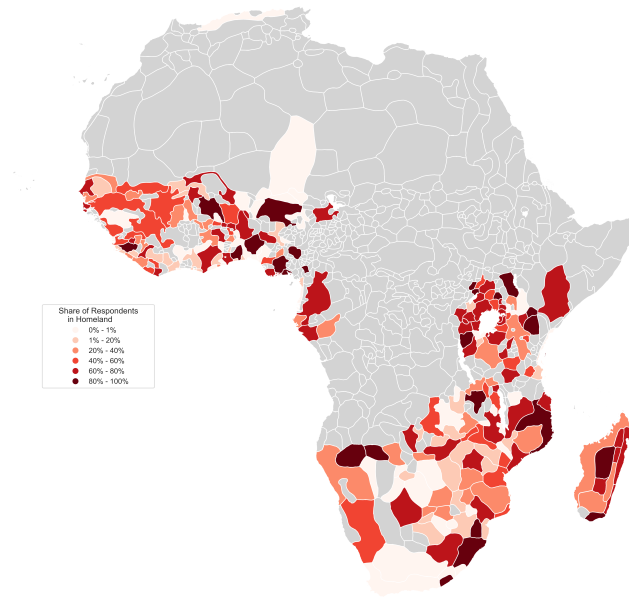 Share of Respondents
in Homeland
0% - 1%
1% - 20%
20% - 40%
40% - 60%
60% - 80%
80% - 100%